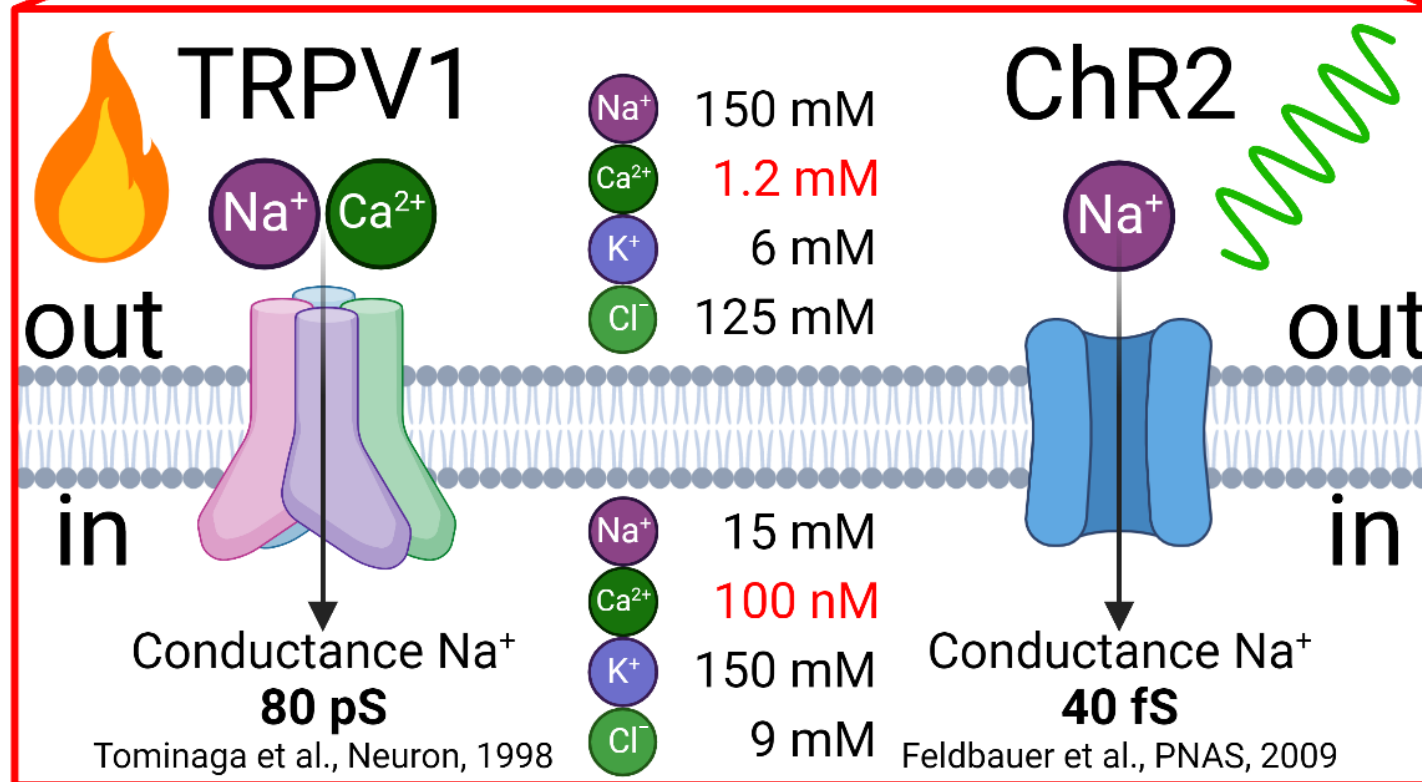 TRPV1
Na⁺ Ca²⁺
out
in
Conductance Na⁺
80 pS
Tominaga et al., Neuron, 1998
Na⁺ 150 mM
Ca²⁺ 1.2 mM
K⁺ 6 mM
Cl⁻ 125 mM
Na⁺ 15 mM
Ca²⁺ 100 nM
K⁺ 150 mM
Cl⁻ 9 mM
ChR2
Na⁺
out
in
Conductance Na⁺
40 fS
Feldbauer et al., PNAS, 2009